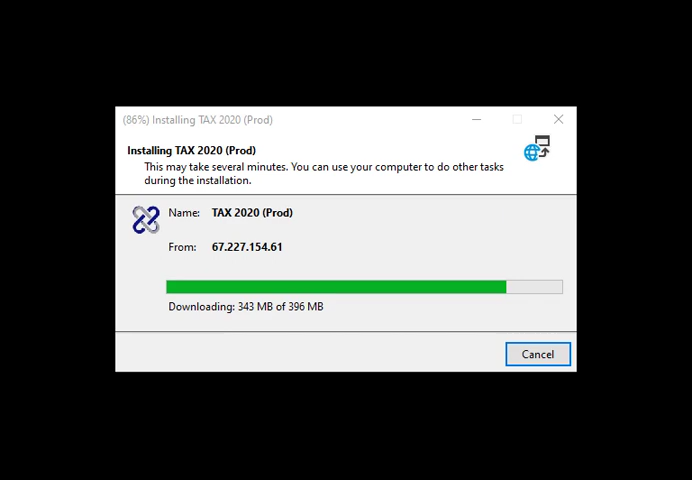 (86%) Installing TAX 2020 (Prod)
Installing TAX 2020 (Prod)
This may take several minutes. You can use your computer to do other tasks
during the installation.
Name: TAX 2020 (Prod)
From: 67.227.154.61
Downloading: 343 MB of 396 MB
Cancel